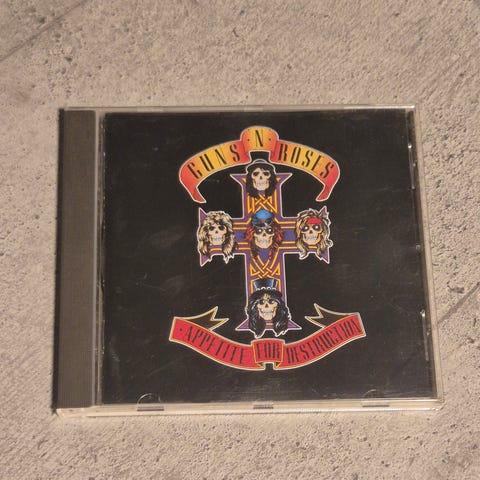 GUNS N' ROSES
APPETITE FOR DESTRUCTION